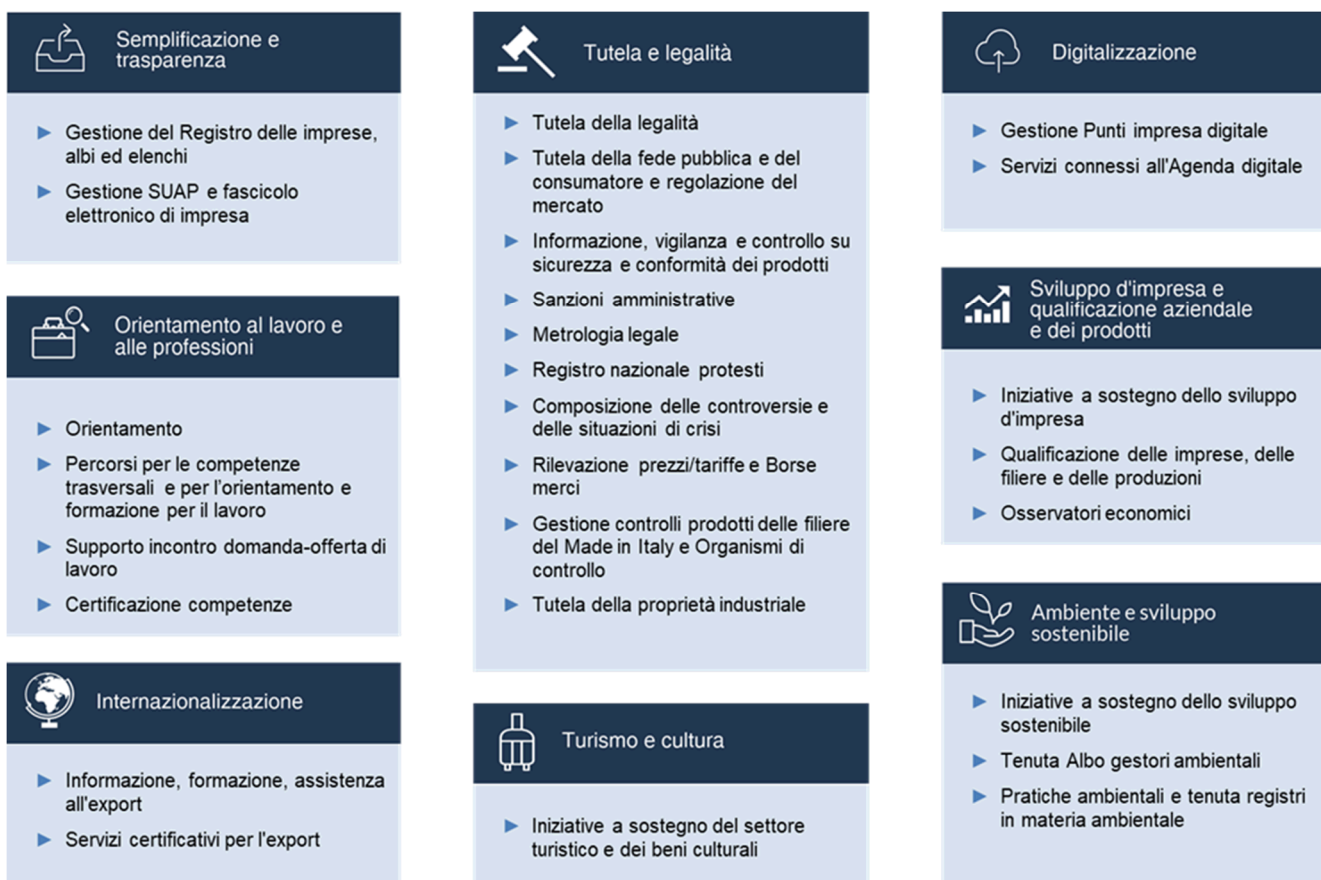 Semplificazione e
trasparenza
Gestione del Registro delle imprese,
albi ed elenchi
Gestione SUAP e fascicolo
elettronico di impresa
Orientamento al lavoro e
alle professioni
Orientamento
Percorsi per le competenze
trasversali e per l'orientamento e
formazione per il lavoro
Supporto incontro domanda-offerta di
lavoro
Certificazione competenze
Internazionalizzazione
Informazione, formazione, assistenza
all'export
Servizi certificativi per l'export
Tutela e legalità
Tutela della legalità
Tutela della fede pubblica e del
consumatore e regolazione del
mercato
Informazione, vigilanza e controllo su
sicurezza e conformità dei prodotti
Sanzioni amministrative
Metrologia legale
Registro nazionale protesti
Composizione delle controversie e
delle situazioni di crisi
Rilevazione prezzi/tariffe e Borse
merci
Gestione controlli prodotti delle filiere
del Made in Italy e Organismi di
controllo
Tutela della proprietà industriale
Turismo e cultura
Iniziative a sostegno del settore
turistico e dei beni culturali
Digitalizzazione
Gestione Punti impresa digitale
Servizi connessi all'Agenda digitale
Sviluppo d'impresa e
qualificazione aziendale
e dei prodotti
Iniziative a sostegno dello sviluppo
d'impresa
Qualificazione delle imprese, delle
filiere e delle produzioni
Osservatori economici
Ambiente e sviluppo
sostenibile
Iniziative a sostegno dello sviluppo
sostenibile
Tenuta Albo gestori ambientali
Pratiche ambientali e tenuta registri
in materia ambientale